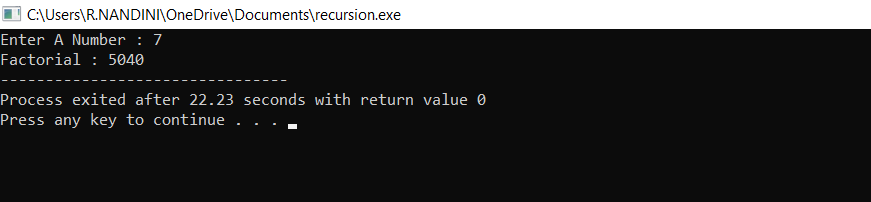 C:\Users\R.NANDINI\OneDrive\Documents\recursion.exe
Enter A Number : 7
Factorial : 5040
--------------------------------
Process exited after 22.23 seconds with return value 0
Press any key to continue . . .